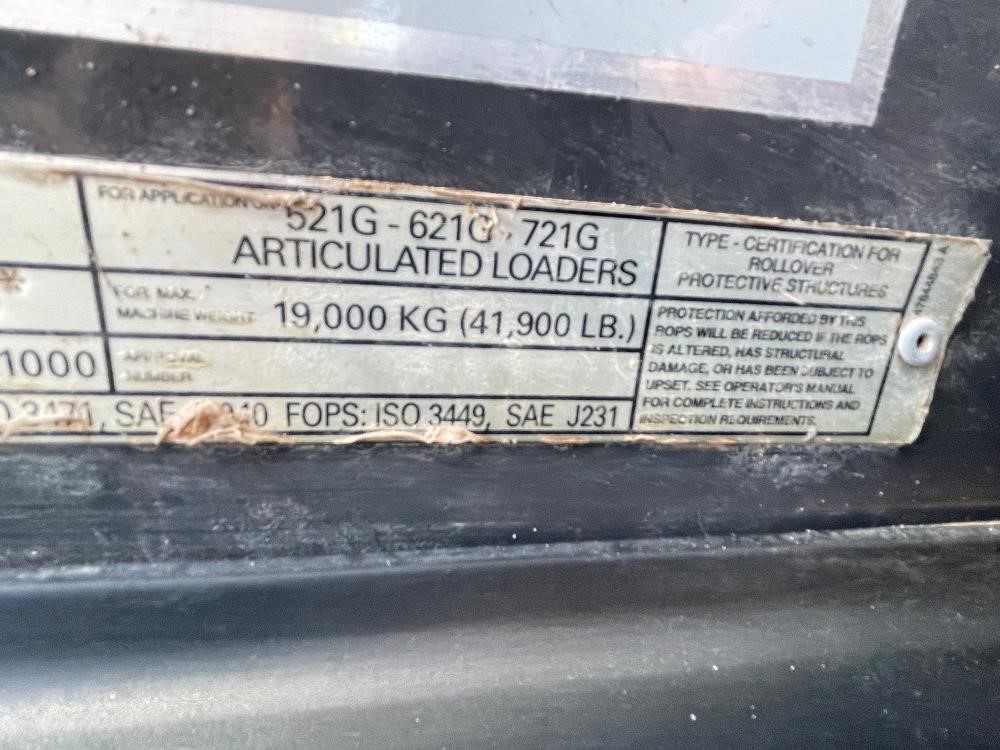 FOR APPLICATION ON
521G - 621G - 721G
ARTICULATED LOADERS
FOR MAX.
MACHINE WEIGHT 19,000 KG (41,900 LB.)
*
1000
APPROVAL
NUMBER
3471, SAE FOPS: ISO 3449, SAE J231
TYPE - CERTIFICATION FOR
ROLLOVER
PROTECTIVE STRUCTURES
PROTECTION AFFORDED BY THIS
ROPS WILL BE REDUCED IF THE ROPS
IS ALTERED, HAS STRUCTURAL
DAMAGE, OR HAS BEEN SUBJECT TO
UPSET. SEE OPERATOR'S MANUAL
FOR COMPLETE INSTRUCTIONS AND
INSPECTION REQUIREMENTS.